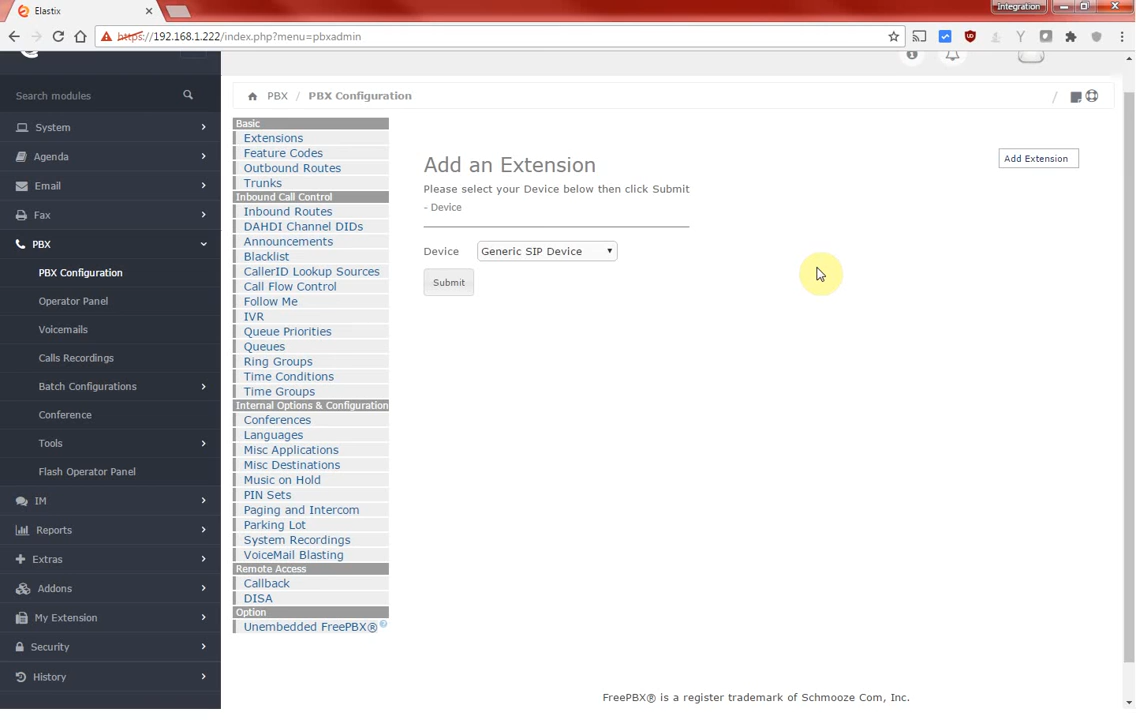 Elastix
Integration
https://192.168.1.222/index.php?menu=pbxadmin
Search modules
System
Agenda
Email
Fax
PBX
PBX Configuration
Operator Panel
Voicemails
Calls Recordings
Batch Configurations
Conference
Tools
Flash Operator Panel
IM
Reports
Extras
Addons
My Extension
Security
History
PBX / PBX Configuration
/
Basic
Extensions
Feature Codes
Outbound Routes
Trunks
Inbound Call Control
Inbound Routes
DAHDI Channel DIDs
Announcements
Blacklist
CallerID Lookup Sources
Call Flow Control
Follow Me
IVR
Queue Priorities
Queues
Ring Groups
Time Conditions
Time Groups
Internal Options & Configuration
Conferences
Languages
Misc Applications
Misc Destinations
Music on Hold
PIN Sets
Paging and Intercom
Parking Lot
System Recordings
VoiceMail Blasting
Remote Access
Callback
DISA
Option
Unembedded FreePBX®
Add an Extension
Please select your Device below then click Submit
- Device
Device Generic SIP Device
Submit
Add Extension
FreePBX® is a register trademark of Schmooze Com, Inc.